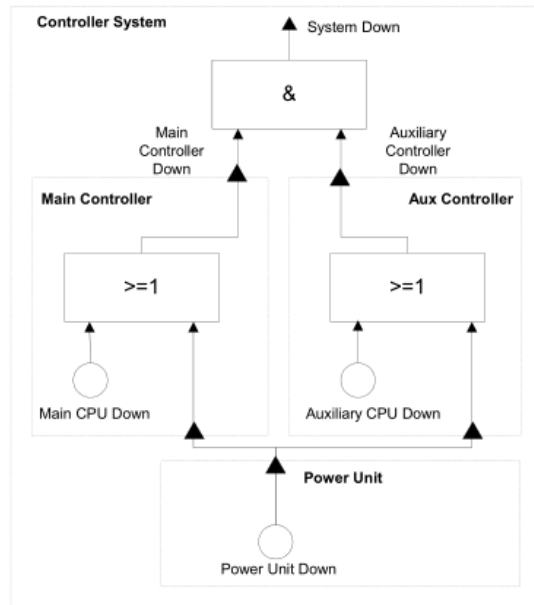 Controller System
System Down
&
Main
Controller
Down
Auxiliary
Controller
Down
Main Controller
Aux Controller
>=1
>=1
Main CPU Down
Auxiliary CPU Down
Power Unit
Power Unit Down